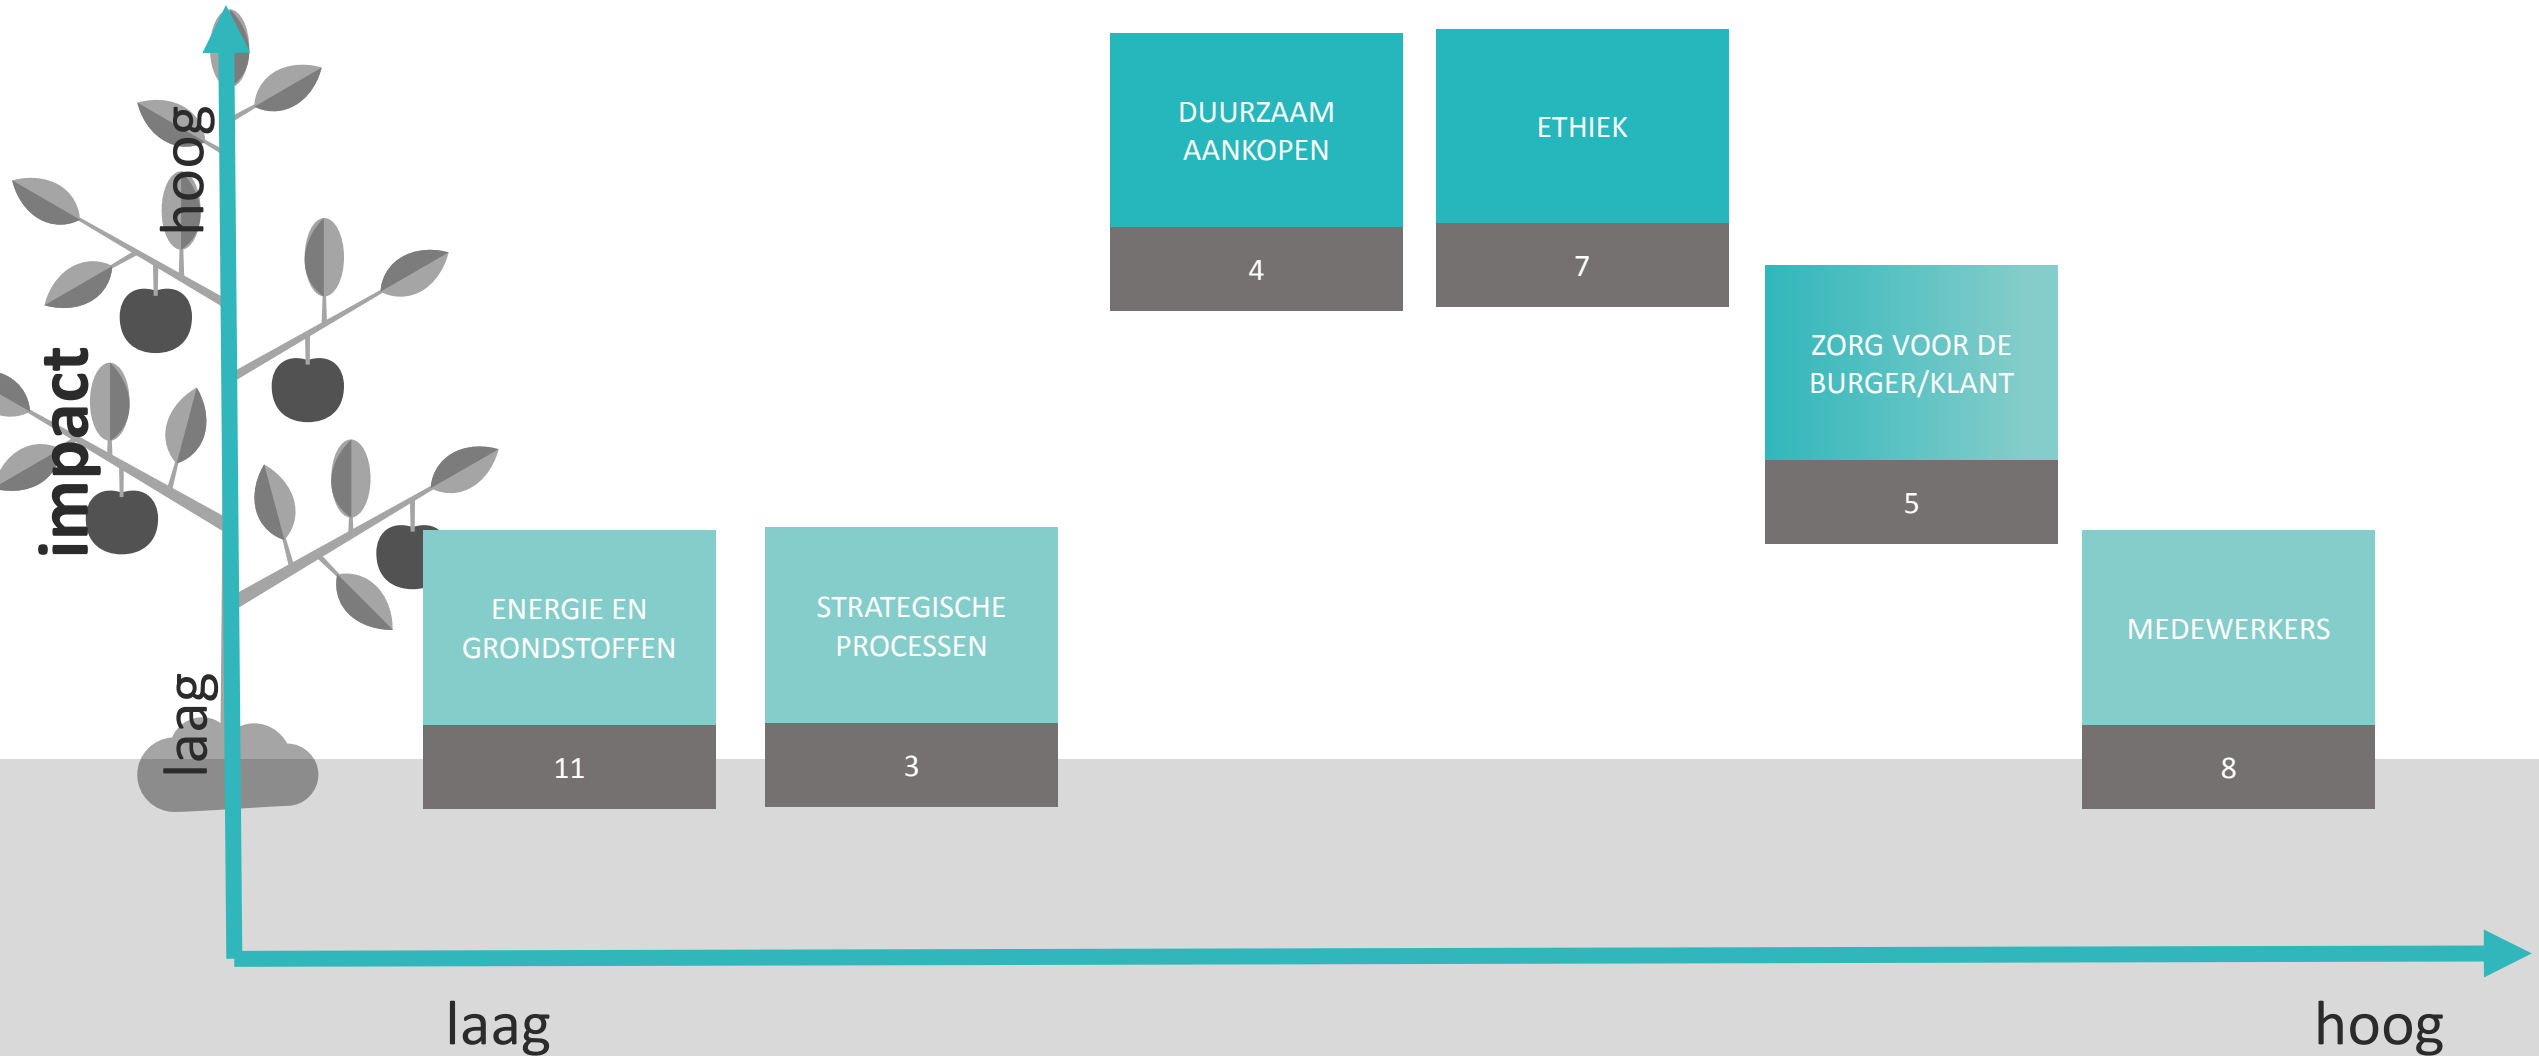 hoog
impact
laag
DUURZAAM
AANKOPEN
4
ETHIEK
7
ZORG VOOR DE
BURGER/KLANT
5
ENERGIE EN
GRONDSTOFFEN
11
STRATEGISCHE
PROCESSEN
3
MEDEWERKERS
8
laag
hoog